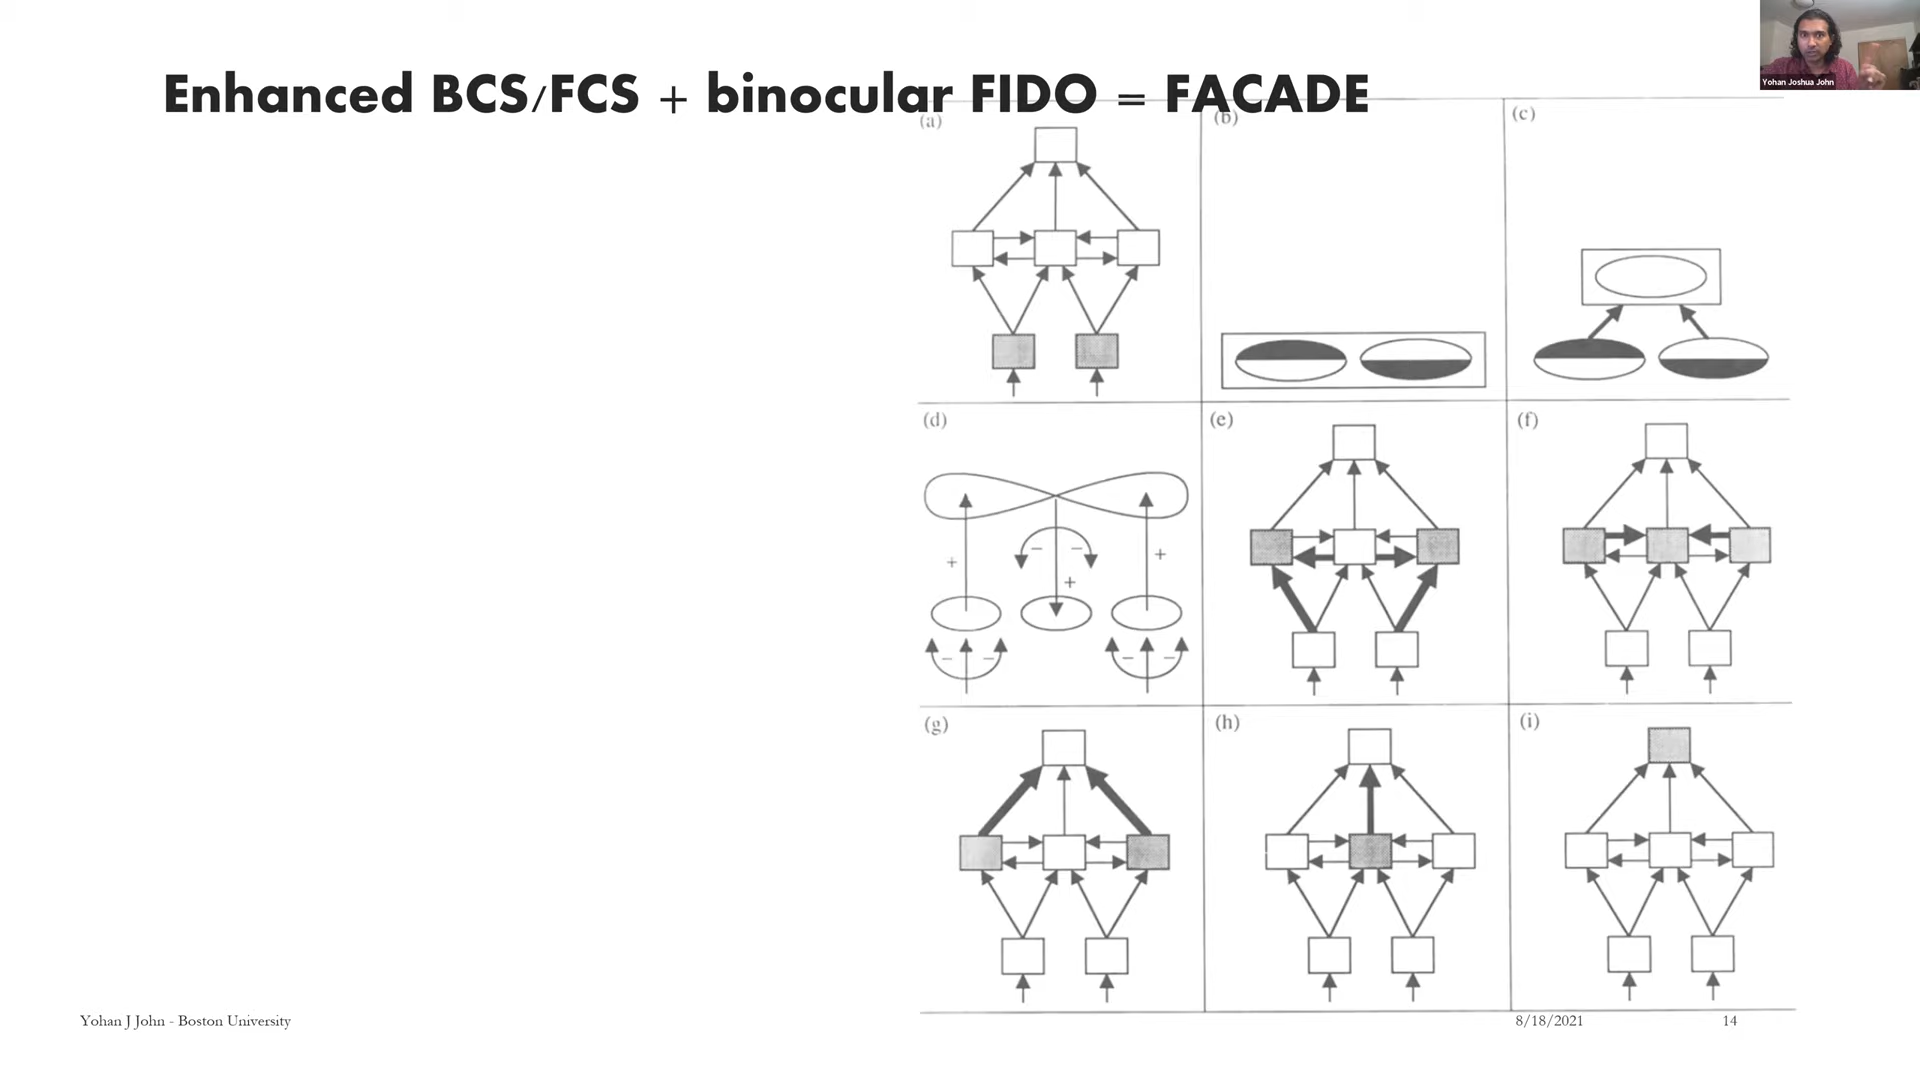 Enhanced BCS/FCS + binocular FIDO = FACADE
Yohan Joshua John
(a)
(b)
(c)
(d)
+
−
−
+
+
−
−
−
−
(e)
(f)
(g)
(h)
(i)
Yohan J John - Boston University
8/18/2021
14